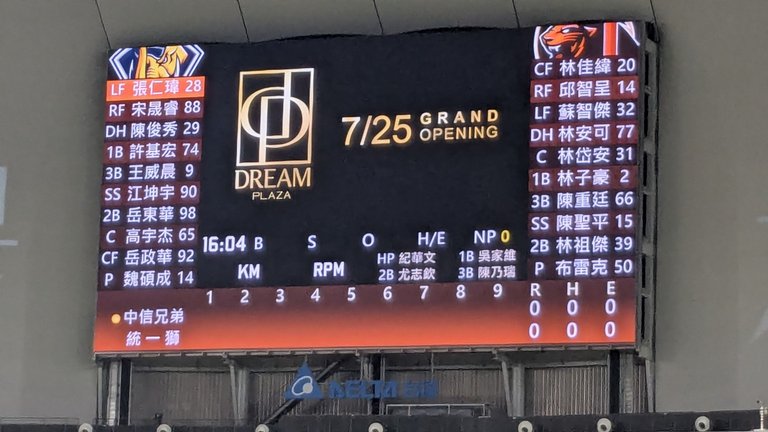 LF 張仁瑋 28
RF 宋晟睿 88
DH 陳俊秀 29
1B 許基宏 74
3B 王威晨 9
SS 江坤宇 90
2B 岳東華 98
C 高宇杰 65
CF 岳政華 92
P 魏碩成 14
DREAM
PLAZA
7/25 GRAND
OPENING
16:04 B S O H/E NP 0
KM RPM
HP 紀華文 1B 吳家維
2B 尤志欽 3B 陳乃瑞
CF 林佳緯 20
RF 邱智呈 14
LF 蘇智傑 32
DH 林安可 77
C 林岱安 31
1B 林子豪 2
3B 陳重廷 66
SS 陳聖平 15
2B 林祖傑 39
P 布雷克 50
1 2 3 4 5 6 7 8 9 R H E
中信兄弟 0 0 0
統一獅 0 0 0